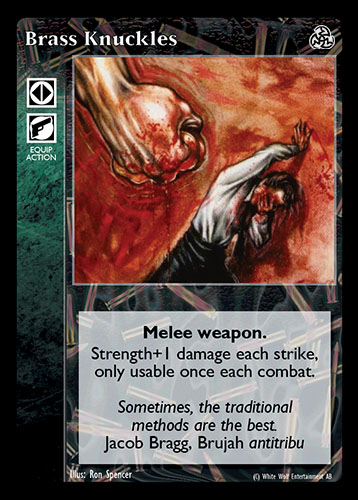 Brass Knuckles
EQUIP
ACTION
Melee weapon.
Strength+1 damage each strike,
only usable once each combat.
Sometimes, the traditional
methods are the best.
Jacob Bragg, Brujah antitribu
Illus: Ron Spencer
(C) White Wolf Entertainment AB